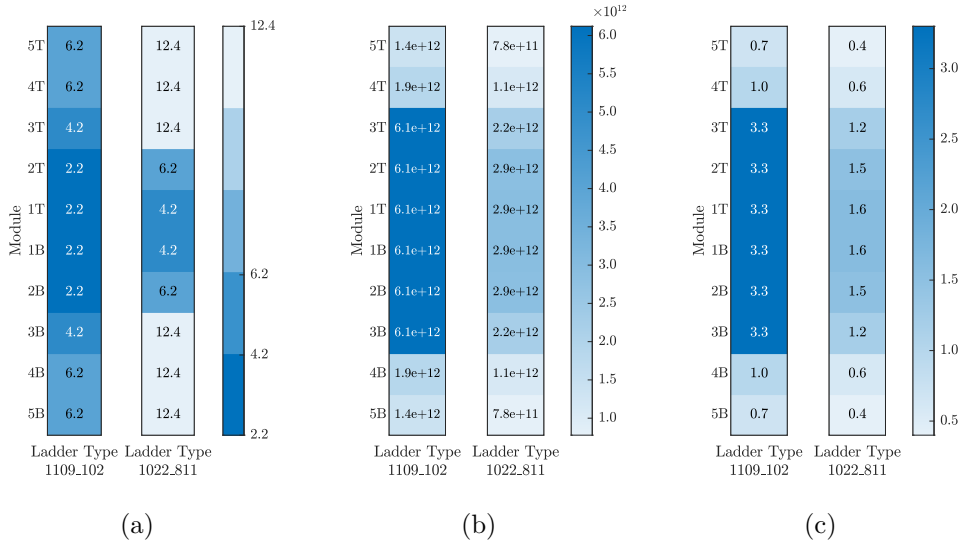 ×10¹²
5T 6.2 12.4 12.4
4T 6.2 12.4
3T 4.2 12.4
2T 2.2 6.2
1T 2.2 4.2
1B 2.2 4.2
2B 2.2 6.2 6.2
3B 4.2 12.4 4.2
4B 6.2 12.4
5B 6.2 12.4 2.2
Module
Ladder Type Ladder Type
1109_102 1022_811
(a)
5T 1.4e+12 7.8e+11 6.0
4T 1.9e+12 1.1e+12 5.0
3T 6.1e+12 2.2e+12
2T 6.1e+12 2.9e+12 4.0
1T 6.1e+12 2.9e+12
1B 6.1e+12 2.9e+12 3.0
2B 6.1e+12 2.9e+12
3B 6.1e+12 2.2e+12 2.0
4B 1.9e+12 1.1e+12
5B 1.4e+12 7.8e+11 1.0
Module
Ladder Type Ladder Type
1109_102 1022_811
(b)
5T 0.7 0.4 3.0
4T 1.0 0.6
3T 3.3 1.2 2.5
2T 3.3 1.5
1T 3.3 1.6 2.0
1B 3.3 1.6
2B 3.3 1.5 1.5
3B 3.3 1.2 1.0
4B 1.0 0.6
5B 0.7 0.4 0.5
Module
Ladder Type Ladder Type
1109_102 1022_811
(c)